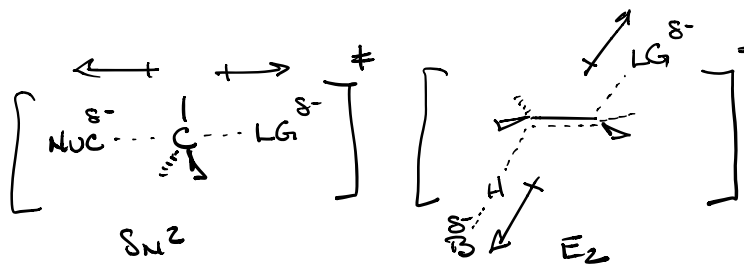 [ Nuc δ- ... C ... LG δ- ]‡
SN2
[ LG δ-
H
δ-
B ]‡
E2